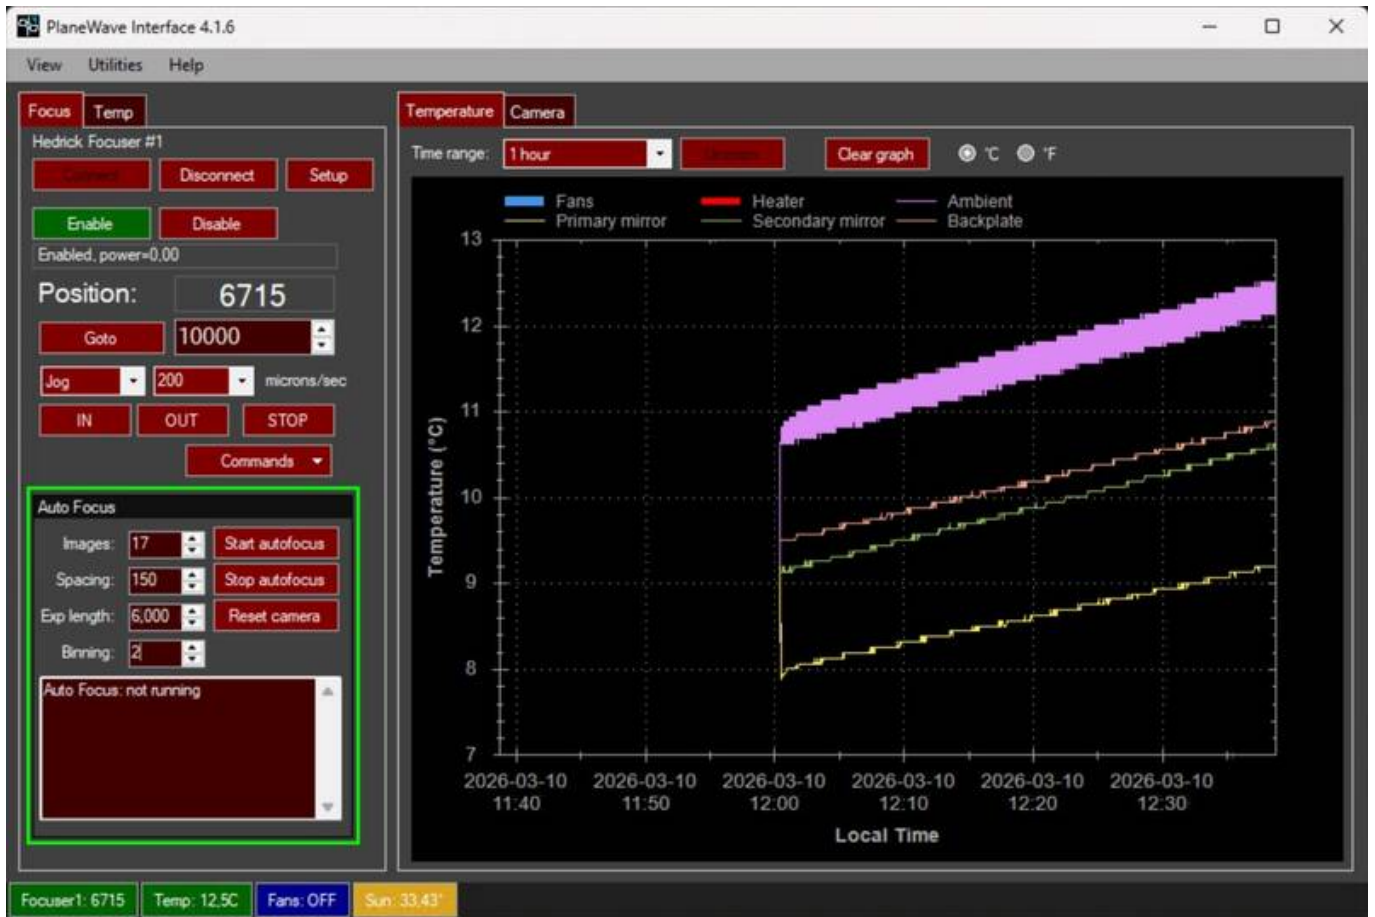 PlaneWave Interface 4.1.6
View Utilities Help
Focus Temp
Hedrick Focuser #1
Connect Disconnect Setup
Enable Disable
Enabled, power=0.00
Position: 6715
Goto 10000
Jog 200 microns/sec
IN OUT STOP
Commands
Auto Focus
Images: 17 Start autofocus
Spacing: 150 Stop autofocus
Exp length: 6,000 Reset camera
Binning: 2
Auto Focus: not running
Temperature Camera
Time range: 1 hour Clear graph °C °F
Fans Heater Ambient
Primary mirror Secondary mirror Backplate
Temperature (°C)
13
12
11
10
9
8
7
2026-03-10 2026-03-10 2026-03-10 2026-03-10 2026-03-10 2026-03-10
11:40 11:50 12:00 12:10 12:20 12:30
Local Time
Focuser1: 6715 Temp: 12,5C Fans: OFF Sun: 33,43°